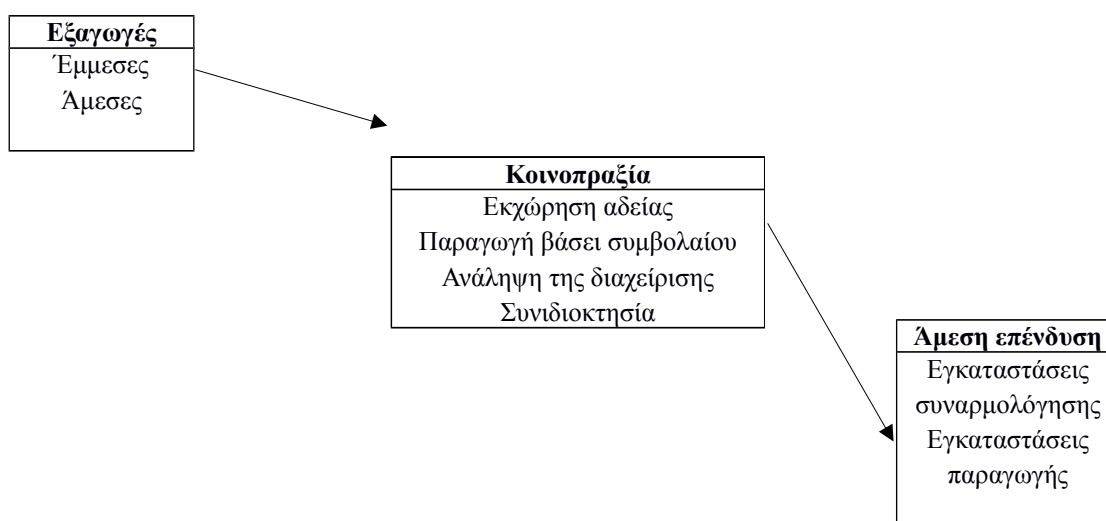 Εξαγωγές
Έμμεσες
Άμεσες
Κοινοπραξία
Εκχώρηση αδείας
Παραγωγή βάσει συμβολαίου
Ανάληψη της διαχείρισης
Συνιδιοκτησία
Άμεση επένδυση
Εγκαταστάσεις
συναρμολόγησης
Εγκαταστάσεις
παραγωγής